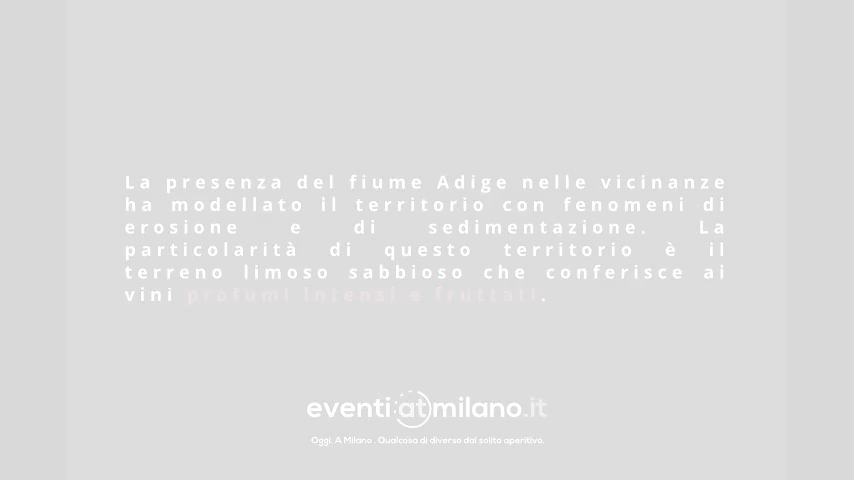 La presenza del fiume Adige nelle vicinanze
ha modellato il territorio con fenomeni di
erosione e di sedimentazione. La
particolarità di questo territorio è il
terreno limoso sabbioso che conferisce ai
vini profumi intensi e fruttati.
eventiatmilano.it
Oggi. A Milano. Qualcosa di diverso dal solito aperitivo.